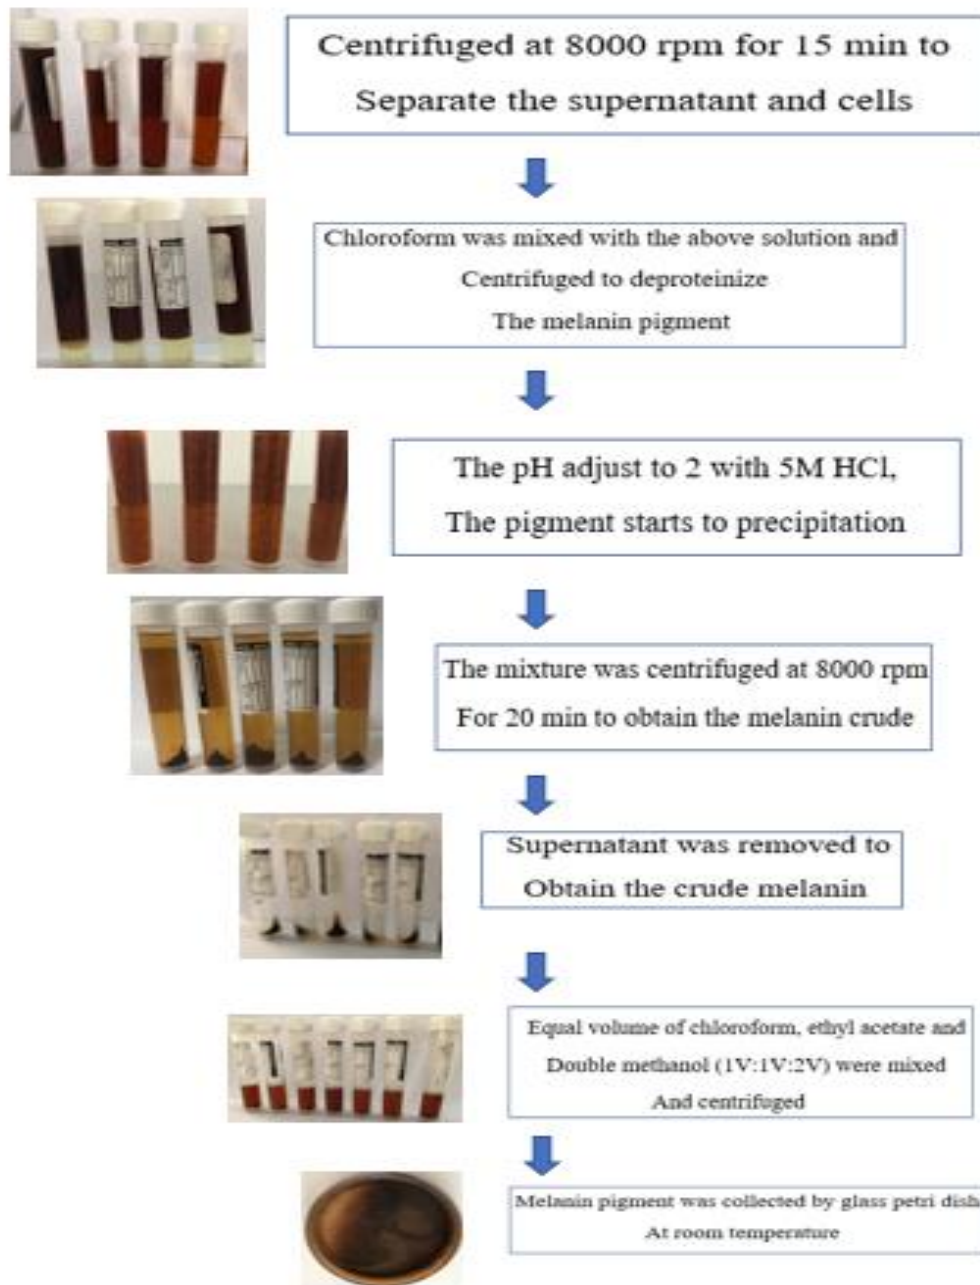 Centrifuged at 8000 rpm for 15 min to
Separate the supernatant and cells
Chloroform was mixed with the above solution and
Centrifuged to deproteinize
The melanin pigment
The pH adjust to 2 with 5M HCl,
The pigment starts to precipitation
The mixture was centrifuged at 8000 rpm
For 20 min to obtain the melanin crude
Supernatant was removed to
Obtain the crude melanin
Equal volume of chloroform, ethyl acetate and
Double methanol (1V:1V:2V) were mixed
And centrifuged
Melanin pigment was collected by glass petri dish
At room temperature